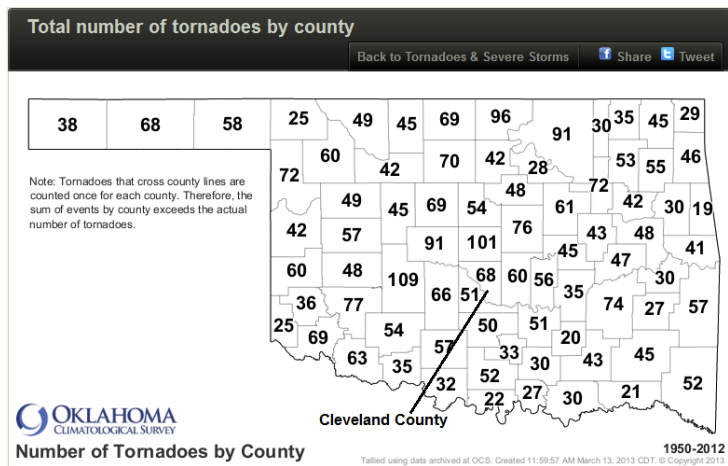 Total number of tornadoes by county
Back to Tornadoes & Severe Storms Share Tweet
38 68 58 25 49 45 69 96 91 30 35 45 29
72 60 42 70 42 28 53 55 46
49 45 69 54 48 61 72 42 30 19
Note: Tornadoes that cross county lines are
counted once for each county. Therefore, the
sum of events by county exceeds the actual
number of tornadoes.
42 57 91 101 76 45 43 48 41
60 48 109 66 51 68 60 56 35 47 30
36 77 74 27 57
25 69 54 57 50 51 20
63 35 33 30 43 45
32 52 22 27 30 21 52
Cleveland County
OKLAHOMA
CLIMATOLOGICAL SURVEY
Number of Tornadoes by County
1950-2012
Tallied using data archived at OCS. Created 11:59:57 AM March 13, 2013 CDT. © Copyright 2013